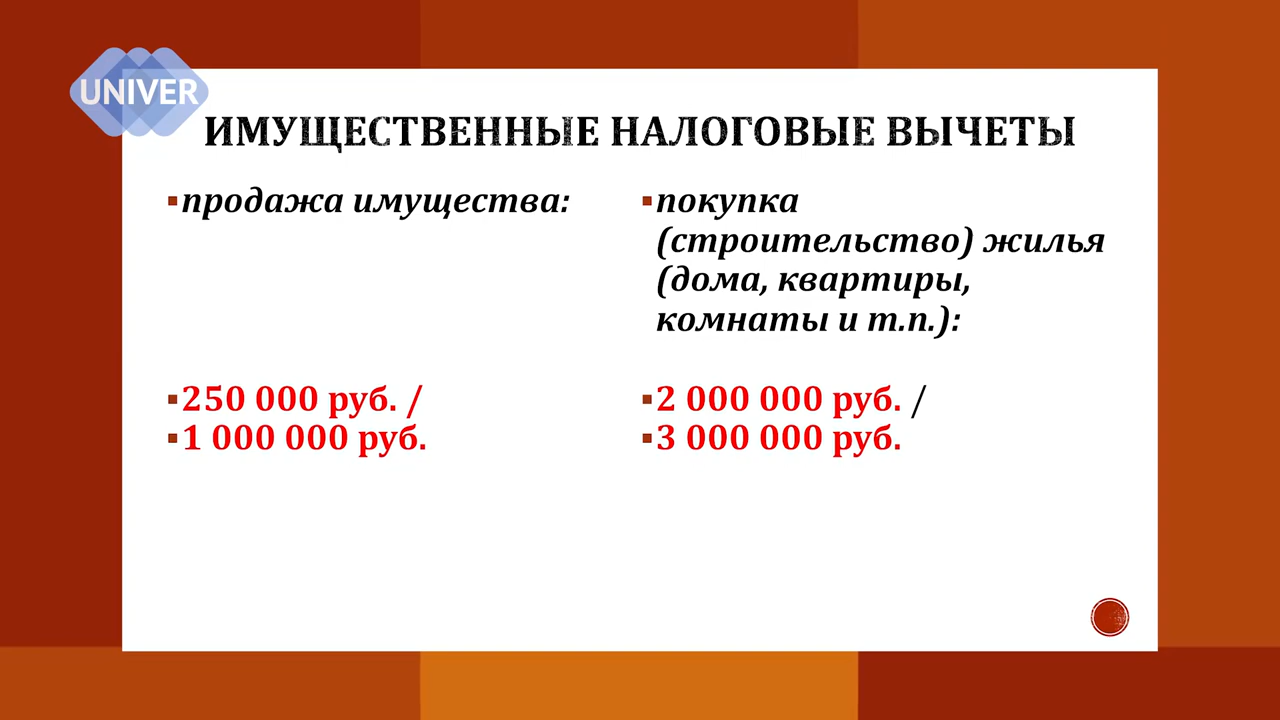 UNIVER
ИМУЩЕСТВЕННЫЕ НАЛОГОВЫЕ ВЫЧЕТЫ
▪продажа имущества:
▪250 000 руб. /
▪1 000 000 руб.
▪покупка
(строительство) жилья
(дома, квартиры,
комнаты и т.п.):
▪2 000 000 руб. /
▪3 000 000 руб.